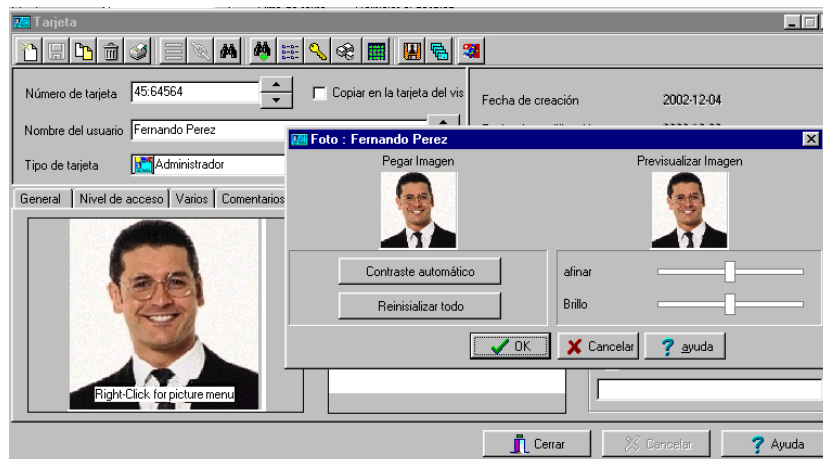 Tarjeta
Número de tarjeta 45:64564 Copiar en la tarjeta del vis
Fecha de creación 2002-12-04
Nombre del usuario Fernando Perez
Tipo de tarjeta Administrador
General Nivel de acceso Varios Comentarios
Right-Click for picture menu
Foto : Fernando Perez
Pegar Imagen Previsualizar Imagen
Contraste automático afinar
Reinisializar todo Brillo
OK Cancelar ayuda
Cerrar Cancelar Ayuda